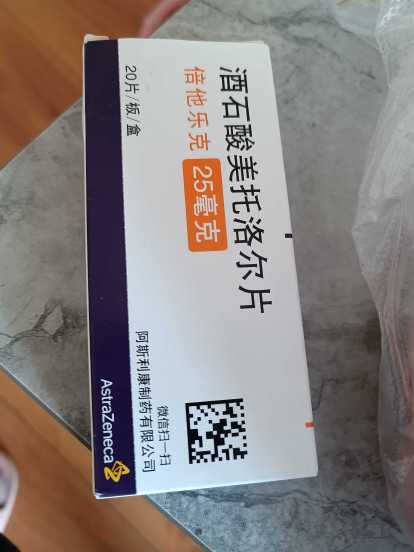 酒石酸美托洛尔片
倍他乐克 25毫克
20片/板/盒
微信扫一扫
阿斯利康制药有限公司
AstraZeneca